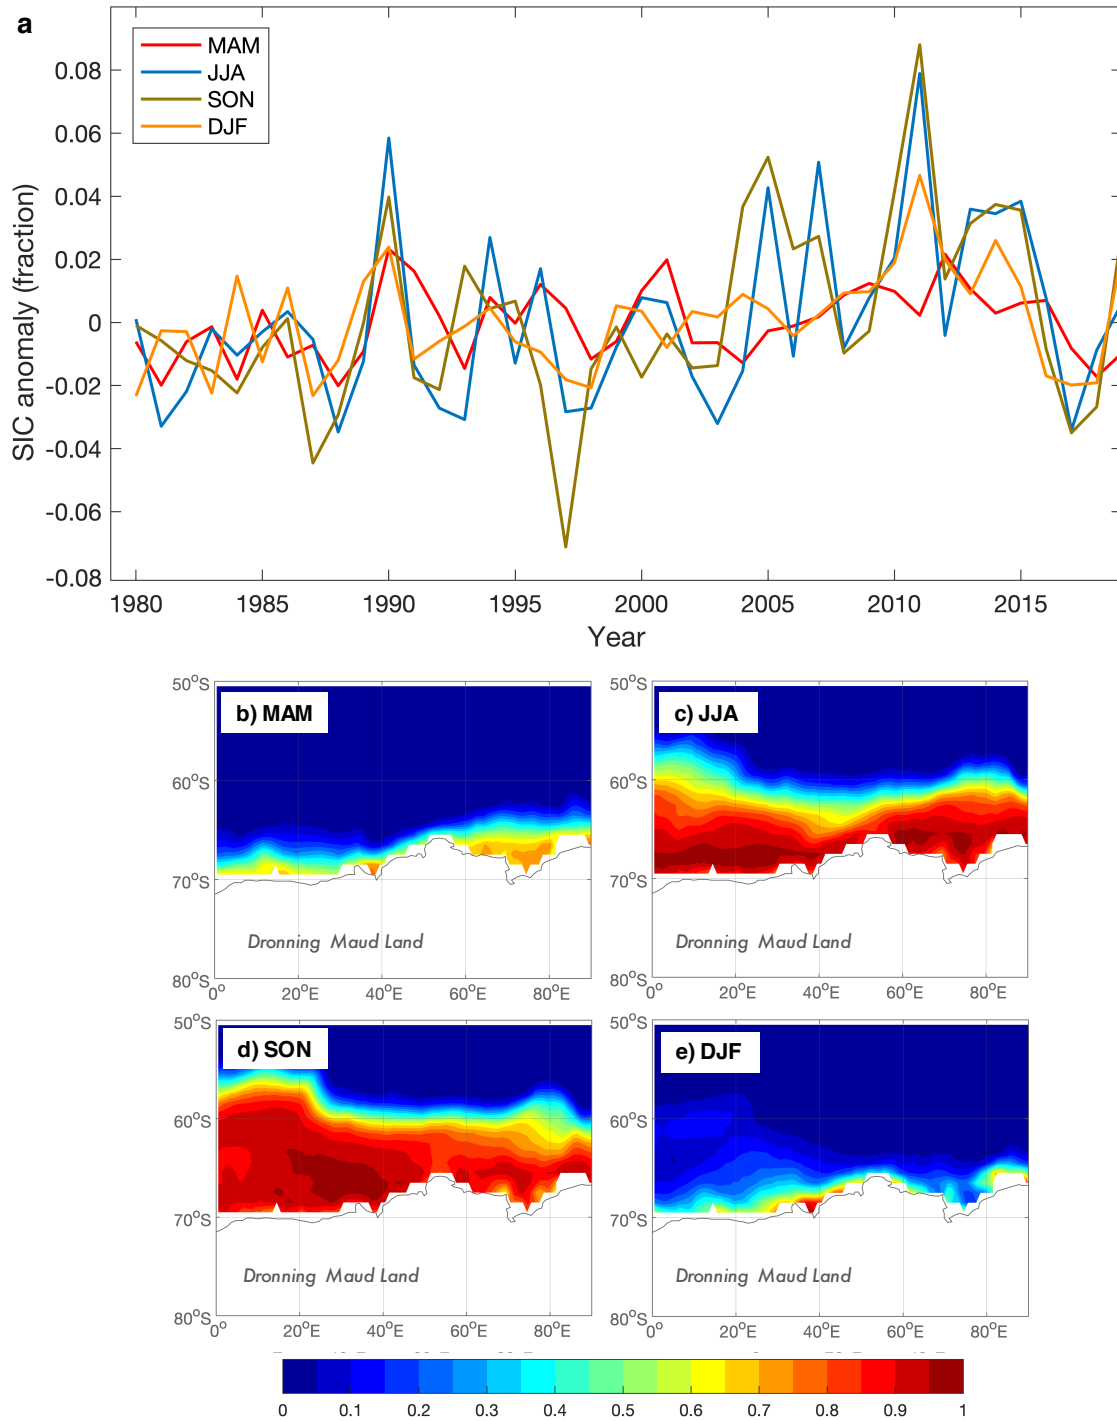 a
MAM
JJA
SON
DJF
0.08
0.06
0.04
0.02
0
-0.02
-0.04
-0.06
-0.08
SIC anomaly (fraction)
1980 1985 1990 1995 2000 2005 2010 2015
Year
50°S
60°S
70°S
80°S
b) MAM
Dronning Maud Land
0° 20°E 40°E 60°E 80°E
50°S
60°S
70°S
80°S
c) JJA
Dronning Maud Land
0° 20°E 40°E 60°E 80°E
50°S
60°S
70°S
80°S
d) SON
Dronning Maud Land
0° 20°E 40°E 60°E 80°E
50°S
60°S
70°S
80°S
e) DJF
Dronning Maud Land
0° 20°E 40°E 60°E 80°E
0 0.1 0.2 0.3 0.4 0.5 0.6 0.7 0.8 0.9 1